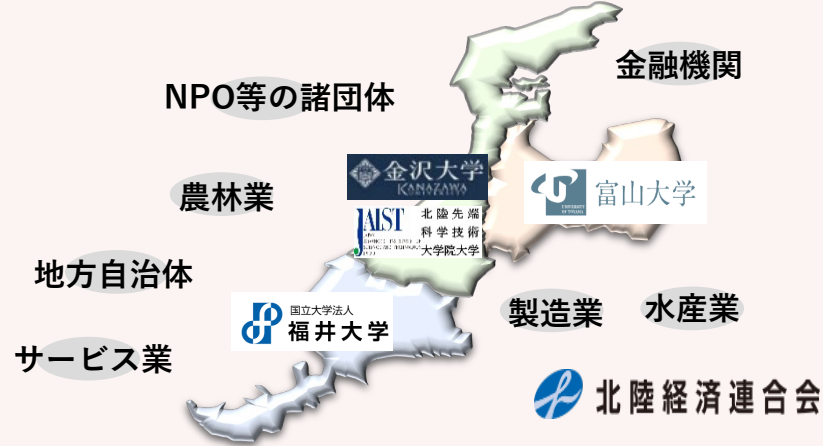 金融機関
NPO等の諸団体
金沢大学
KANAZAWA
富山大学
UNIVERSITY
OF TOYAMA
農林業
JAIST
北陸先端
科学技術
大学院大学
地方自治体
国立大学法人
福井大学
製造業
水産業
サービス業
北陸経済連合会